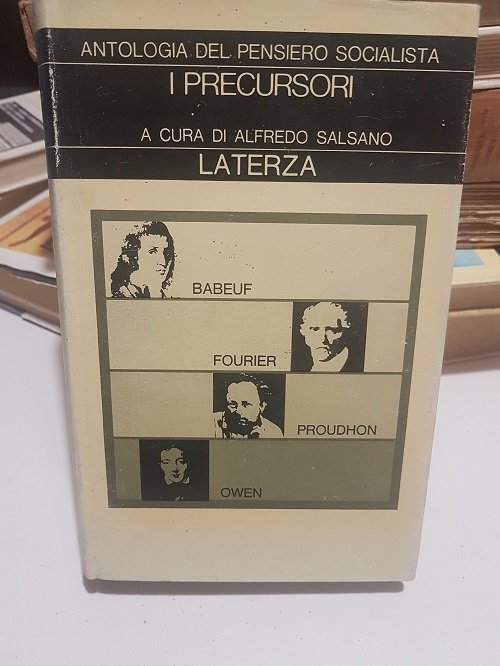 ANTOLOGIA DEL PENSIERO SOCIALISTA
I PRECURSORI
A CURA DI ALFREDO SALSANO
LATERZA
BABEUF
FOURIER
PROUDHON
OWEN